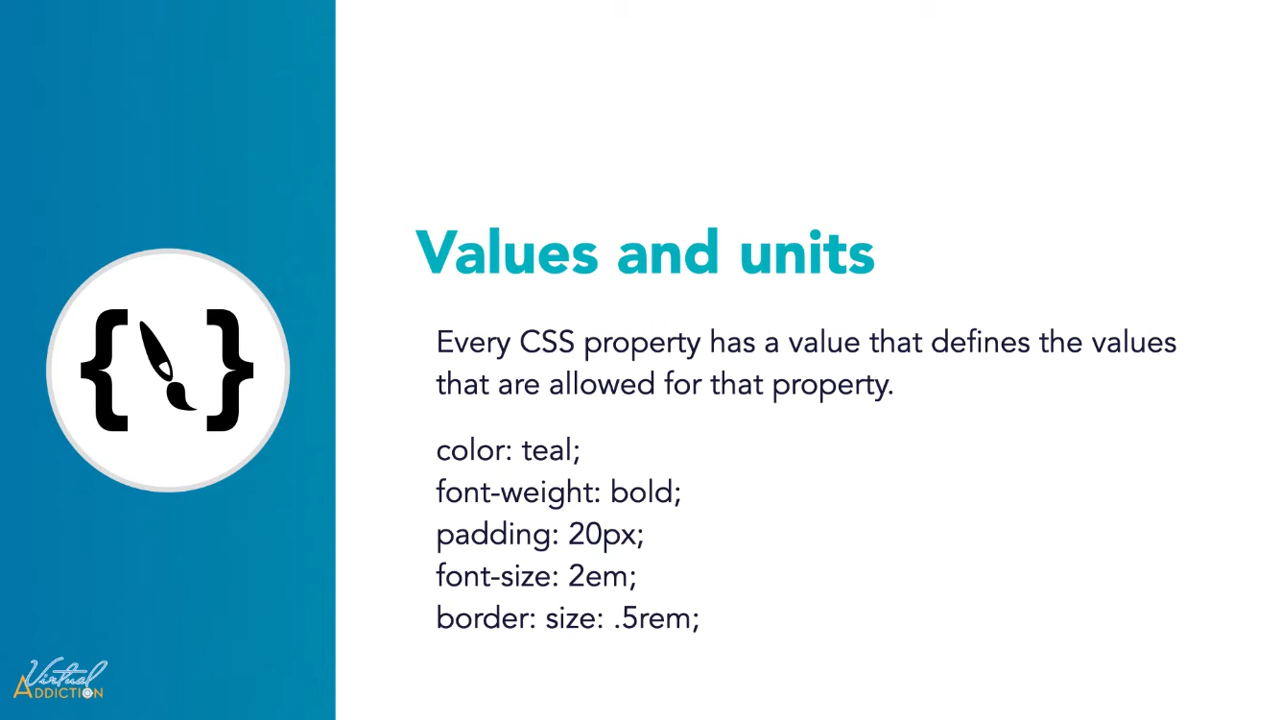 Values and units
Every CSS property has a value that defines the values
that are allowed for that property.
color: teal;
font-weight: bold;
padding: 20px;
font-size: 2em;
border: size: .5rem;
Virtual
ADDICTION